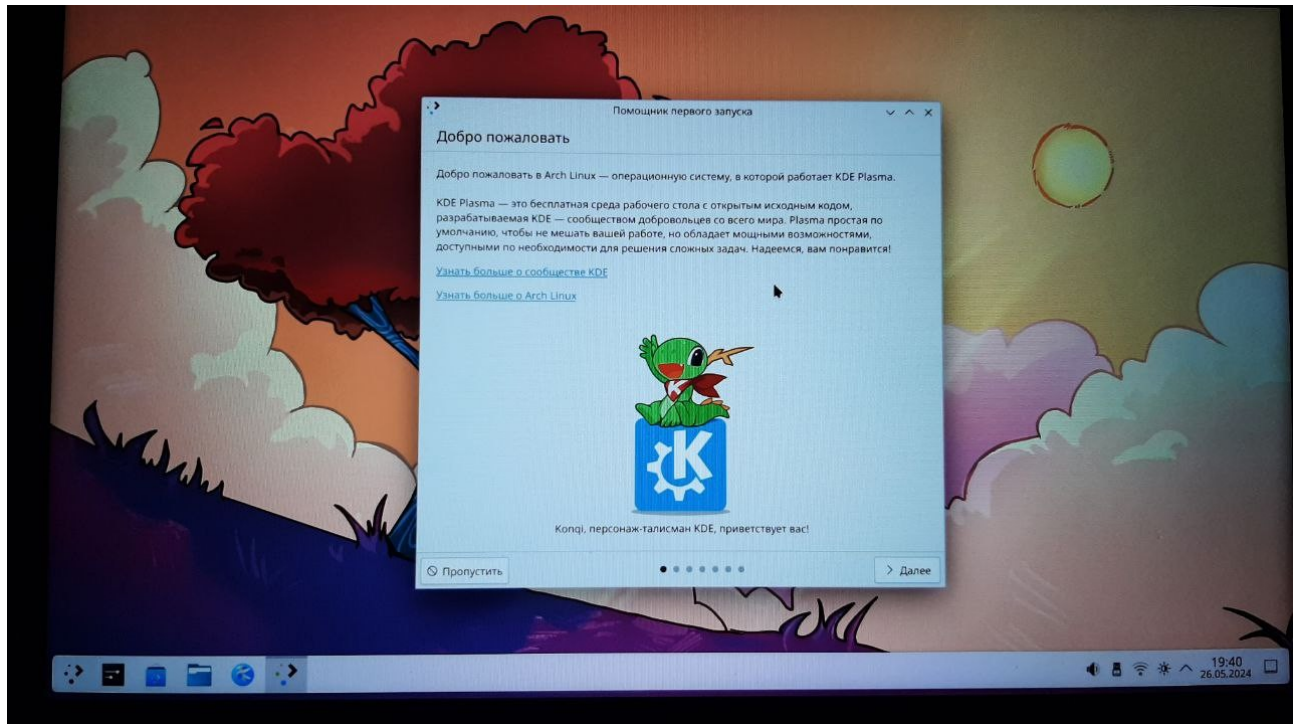 Помощник первого запуска
Добро пожаловать
Добро пожаловать в Arch Linux — операционную систему, в которой работает KDE Plasma.
KDE Plasma — это бесплатная среда рабочего стола с открытым исходным кодом,
разрабатываемая KDE — сообществом добровольцев со всего мира. Plasma простая по
умолчанию, чтобы не мешать вашей работе, но обладает мощными возможностями,
доступными по необходимости для решения сложных задач. Надеемся, вам понравится!
Узнать больше о сообществе KDE
Узнать больше о Arch Linux
K
K
Konqi, персонаж-талисман KDE, приветствует вас!
Пропустить
Далее
19:40
26.05.2024